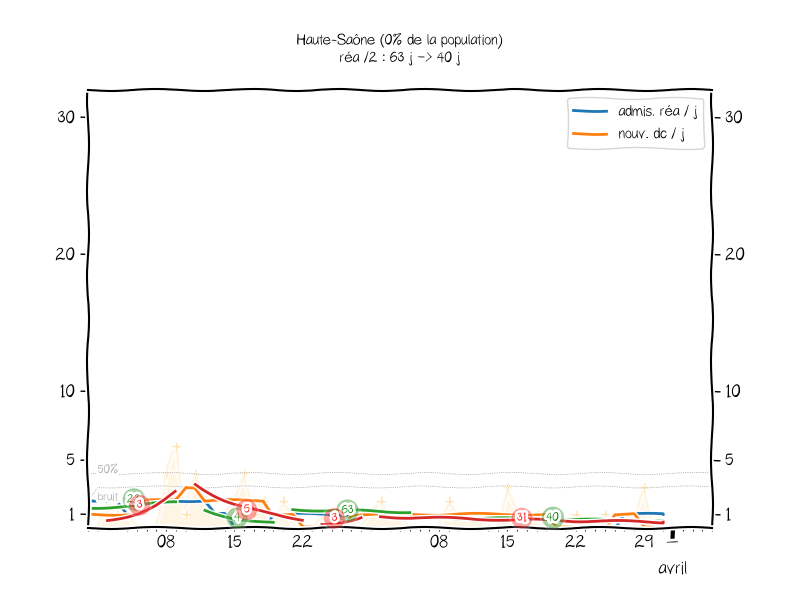 Haute-Saône (0% de la population)
réa /2 : 63 j -> 40 j
admis. réa / j
nouv. dc / j
30 30
20 20
10 10
5 5
1 1
50%
bruit
3
4
5
3
63
31
40
08 15 22 08 15 22 29 1
avril